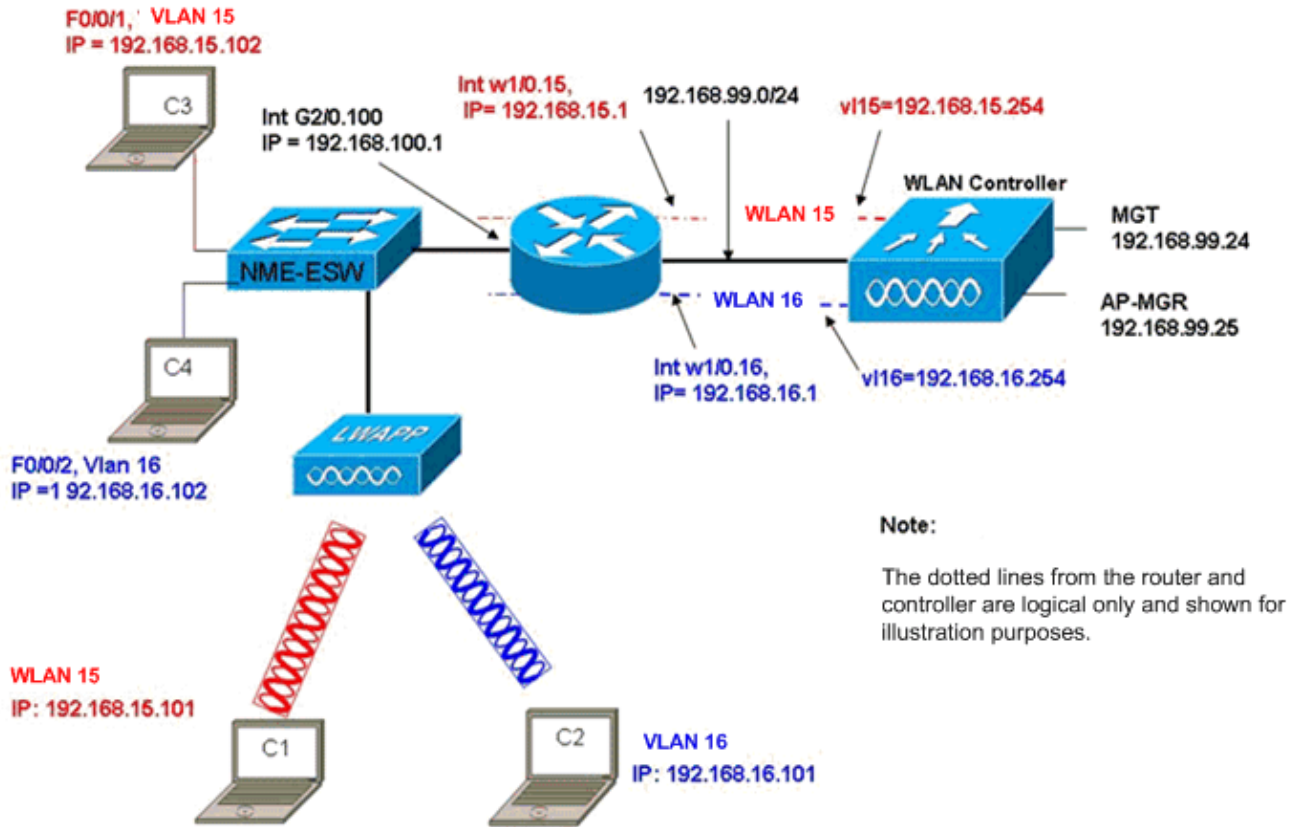 F0/0/1, VLAN 15
IP = 192.168.15.102
C3
Int G2/0.100
IP = 192.168.100.1
Int w1/0.15,
IP= 192.168.15.1
192.168.99.0/24
vl15=192.168.15.254
WLAN Controller
WLAN 15
MGT
192.168.99.24
NME-ESW
WLAN 16
AP-MGR
192.168.99.25
C4
Int w1/0.16,
IP= 192.168.16.1
vl16=192.168.16.254
LWAPP
F0/0/2, Vlan 16
IP =1 92.168.16.102
Note:
The dotted lines from the router and
controller are logical only and shown for
illustration purposes.
WLAN 15
IP: 192.168.15.101
C1
C2
VLAN 16
IP: 192.168.16.101